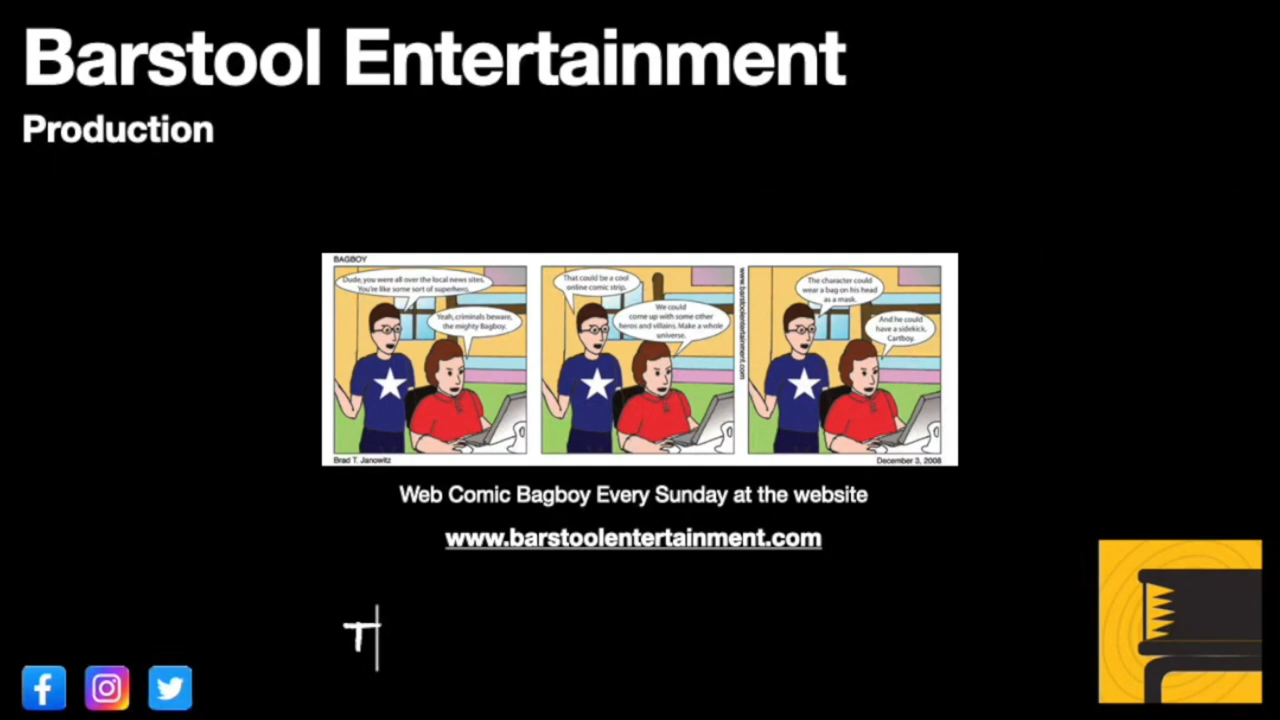 Barstool Entertainment
Production
BAGBOY
Dude, you were all over the local news sites.
You're like some sort of superhero.
Yeah, criminals beware,
the mighty Bagboy.
That could be a cool
online comic strip.
We could
come up with some other
heros and villains. Make a whole
universe.
www.barstoolentertainment.com
The character could
wear a bag on his head
as a mask.
And he could
have a sidekick,
Cartboy.
Brad T. Janowitz
December 3, 2008
Web Comic Bagboy Every Sunday at the website
www.barstoolentertainment.com
T